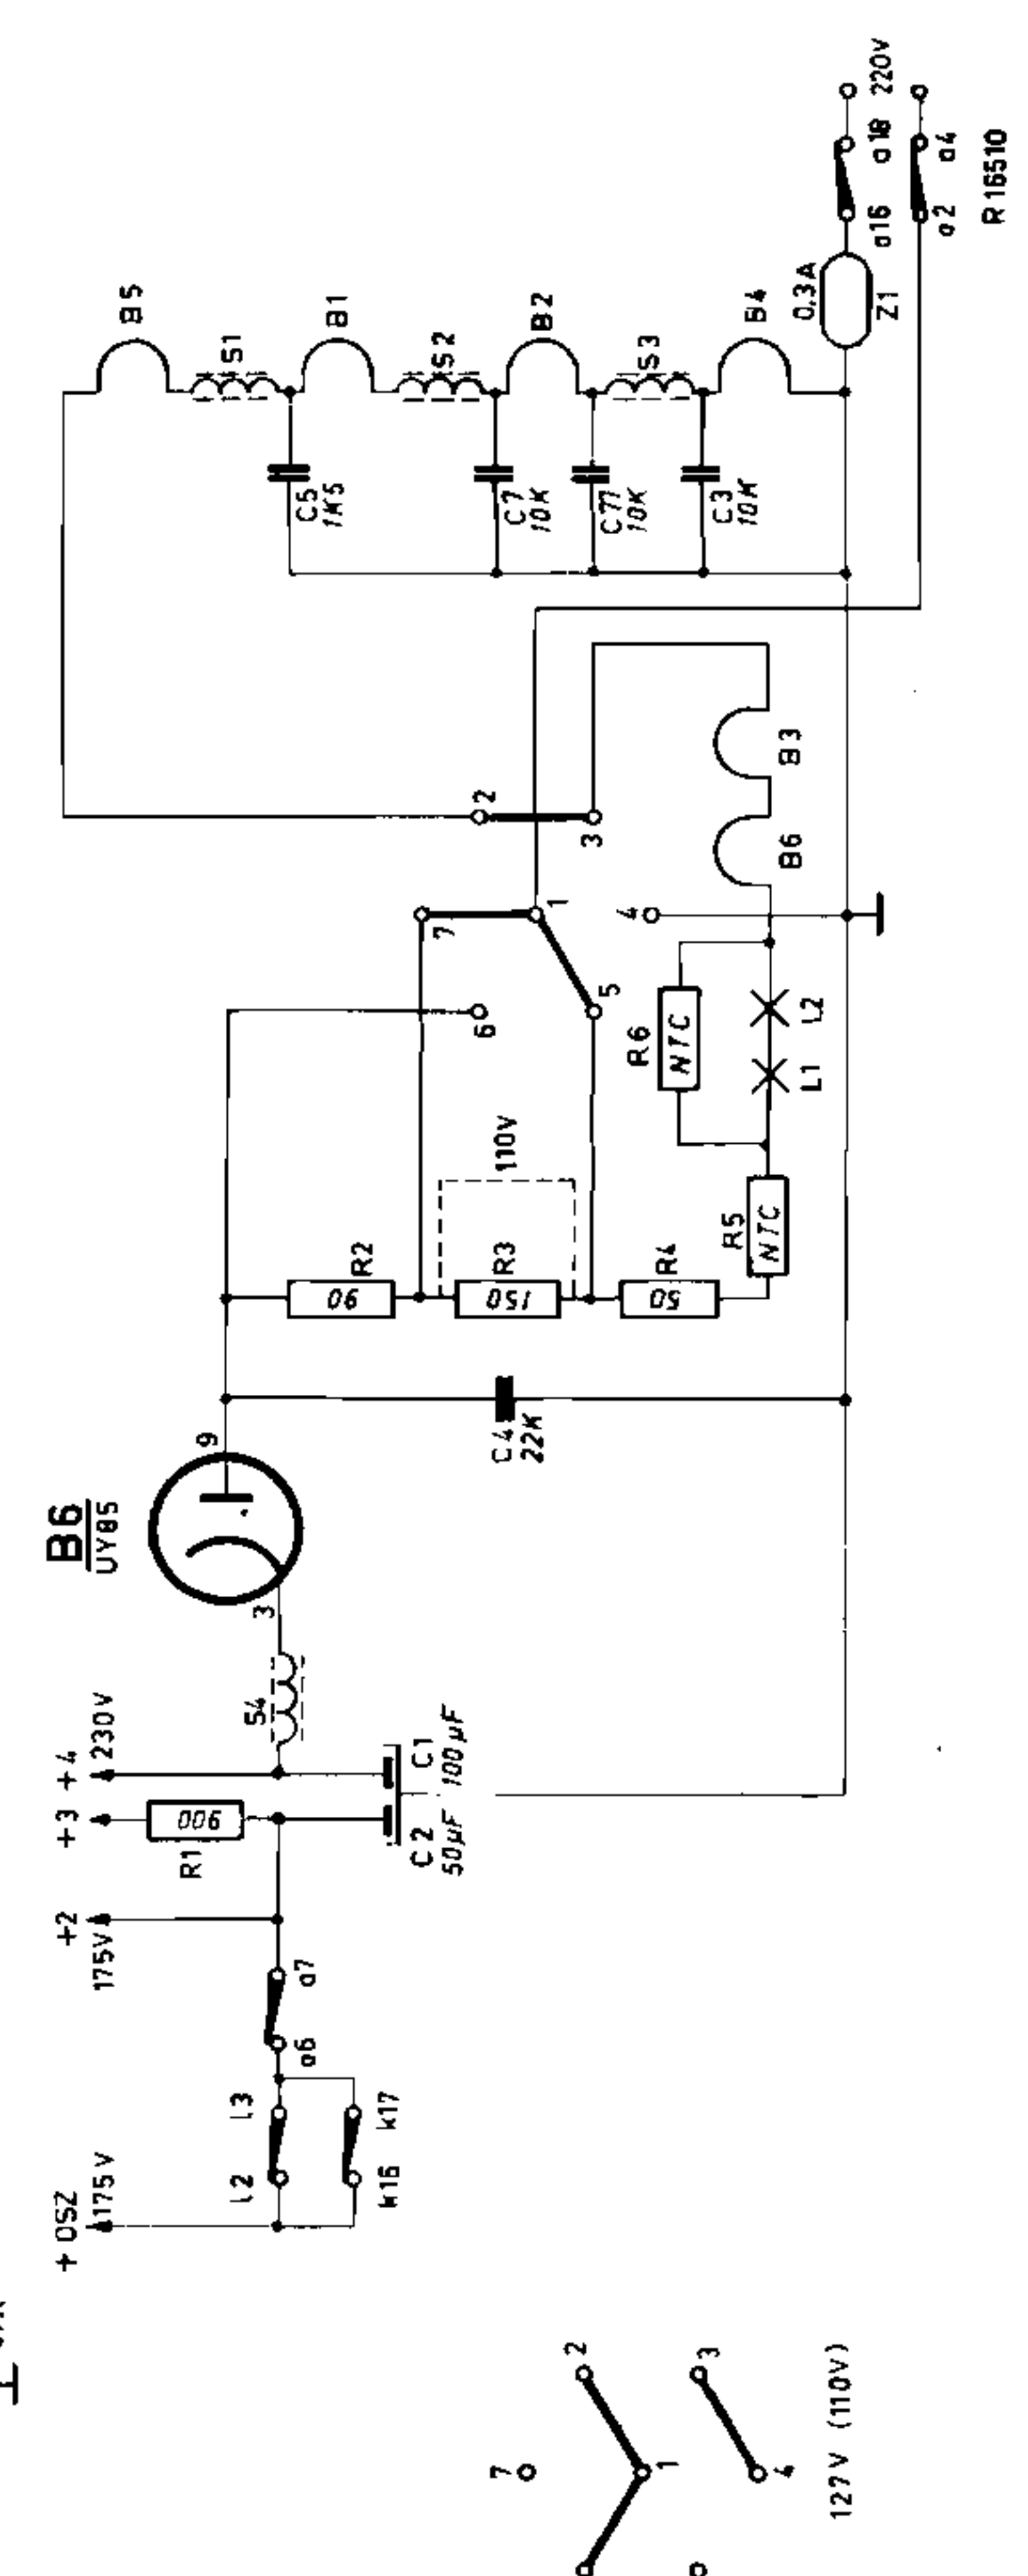 220V
a18
a16
a4
a2
R16510
0,3A
Z1
B5
S1
B1
S2
B2
S3
B4
C5
1K5
C7
10K
C71
10K
C3
10K
B3
B6
2
3
1
7
4
5
6
R6
NTC
L2
L1
110V
R5
NTC
R2
90
R3
150
R4
50
C4
22K
9
B6
UY85
3
S4
+4
230V
C1
100µF
+3
900
R1
C2
50µF
+2
175V
a7
a6
l3
l2
k17
k16
+OSZ
175V
2
3
7
1
4
127V (110V)